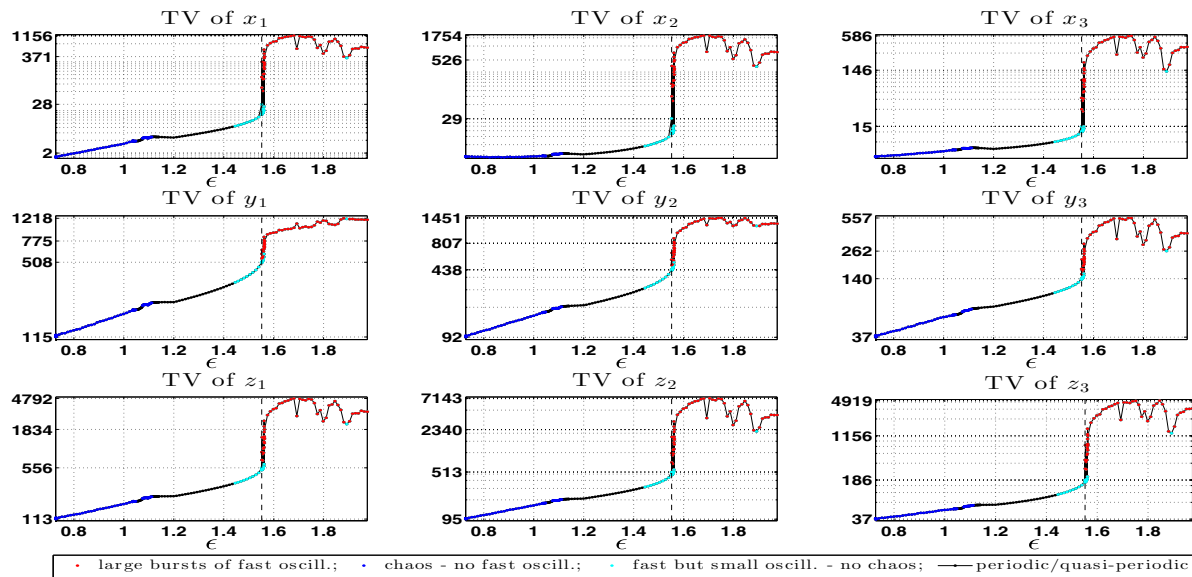 TV of x1 TV of x2 TV of x3
1156 1754 586
371 526 146
28 29 15
2
0.8 1 1.2 1.4 1.6 1.8 0.8 1 1.2 1.4 1.6 1.8 0.8 1 1.2 1.4 1.6 1.8
ϵ ϵ ϵ
TV of y1 TV of y2 TV of y3
1218 1451 557
775 807 262
508 438 140
115 92 37
0.8 1 1.2 1.4 1.6 1.8 0.8 1 1.2 1.4 1.6 1.8 0.8 1 1.2 1.4 1.6 1.8
ϵ ϵ ϵ
TV of z1 TV of z2 TV of z3
4792 7143 4919
1834 2340 1156
556 513 186
113 95 37
0.8 1 1.2 1.4 1.6 1.8 0.8 1 1.2 1.4 1.6 1.8 0.8 1 1.2 1.4 1.6 1.8
ϵ ϵ ϵ
large bursts of fast oscill.; chaos - no fast oscill.; fast but small oscill. - no chaos; periodic/quasi-periodic